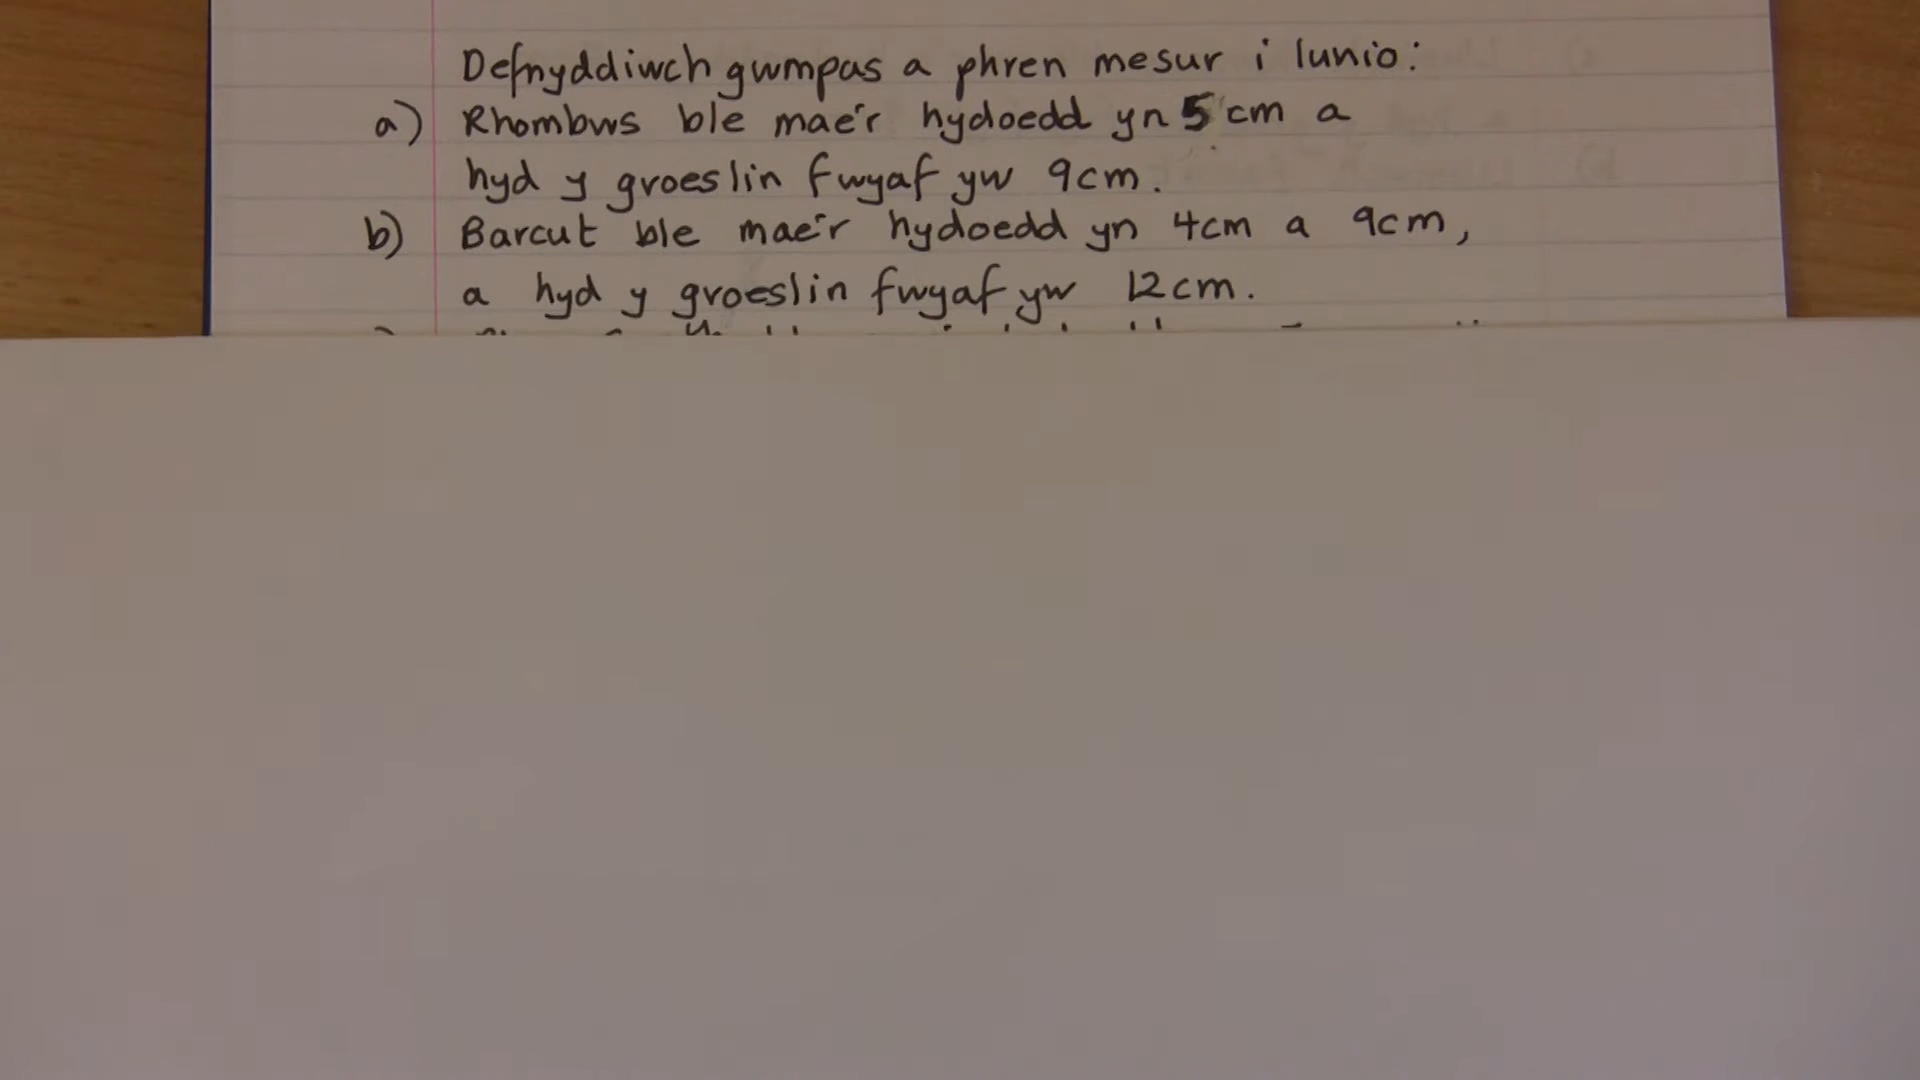 Defnyddiwch gwmpas a phren mesur i lunio:
a) Rhombws ble mae'r hydoedd yn 5 cm a
hyd y groeslin fwyaf yw 9cm.
b) Barcut ble mae'r hydoedd yn 4cm a 9cm,
a hyd y groeslin fwyaf yw 12cm.